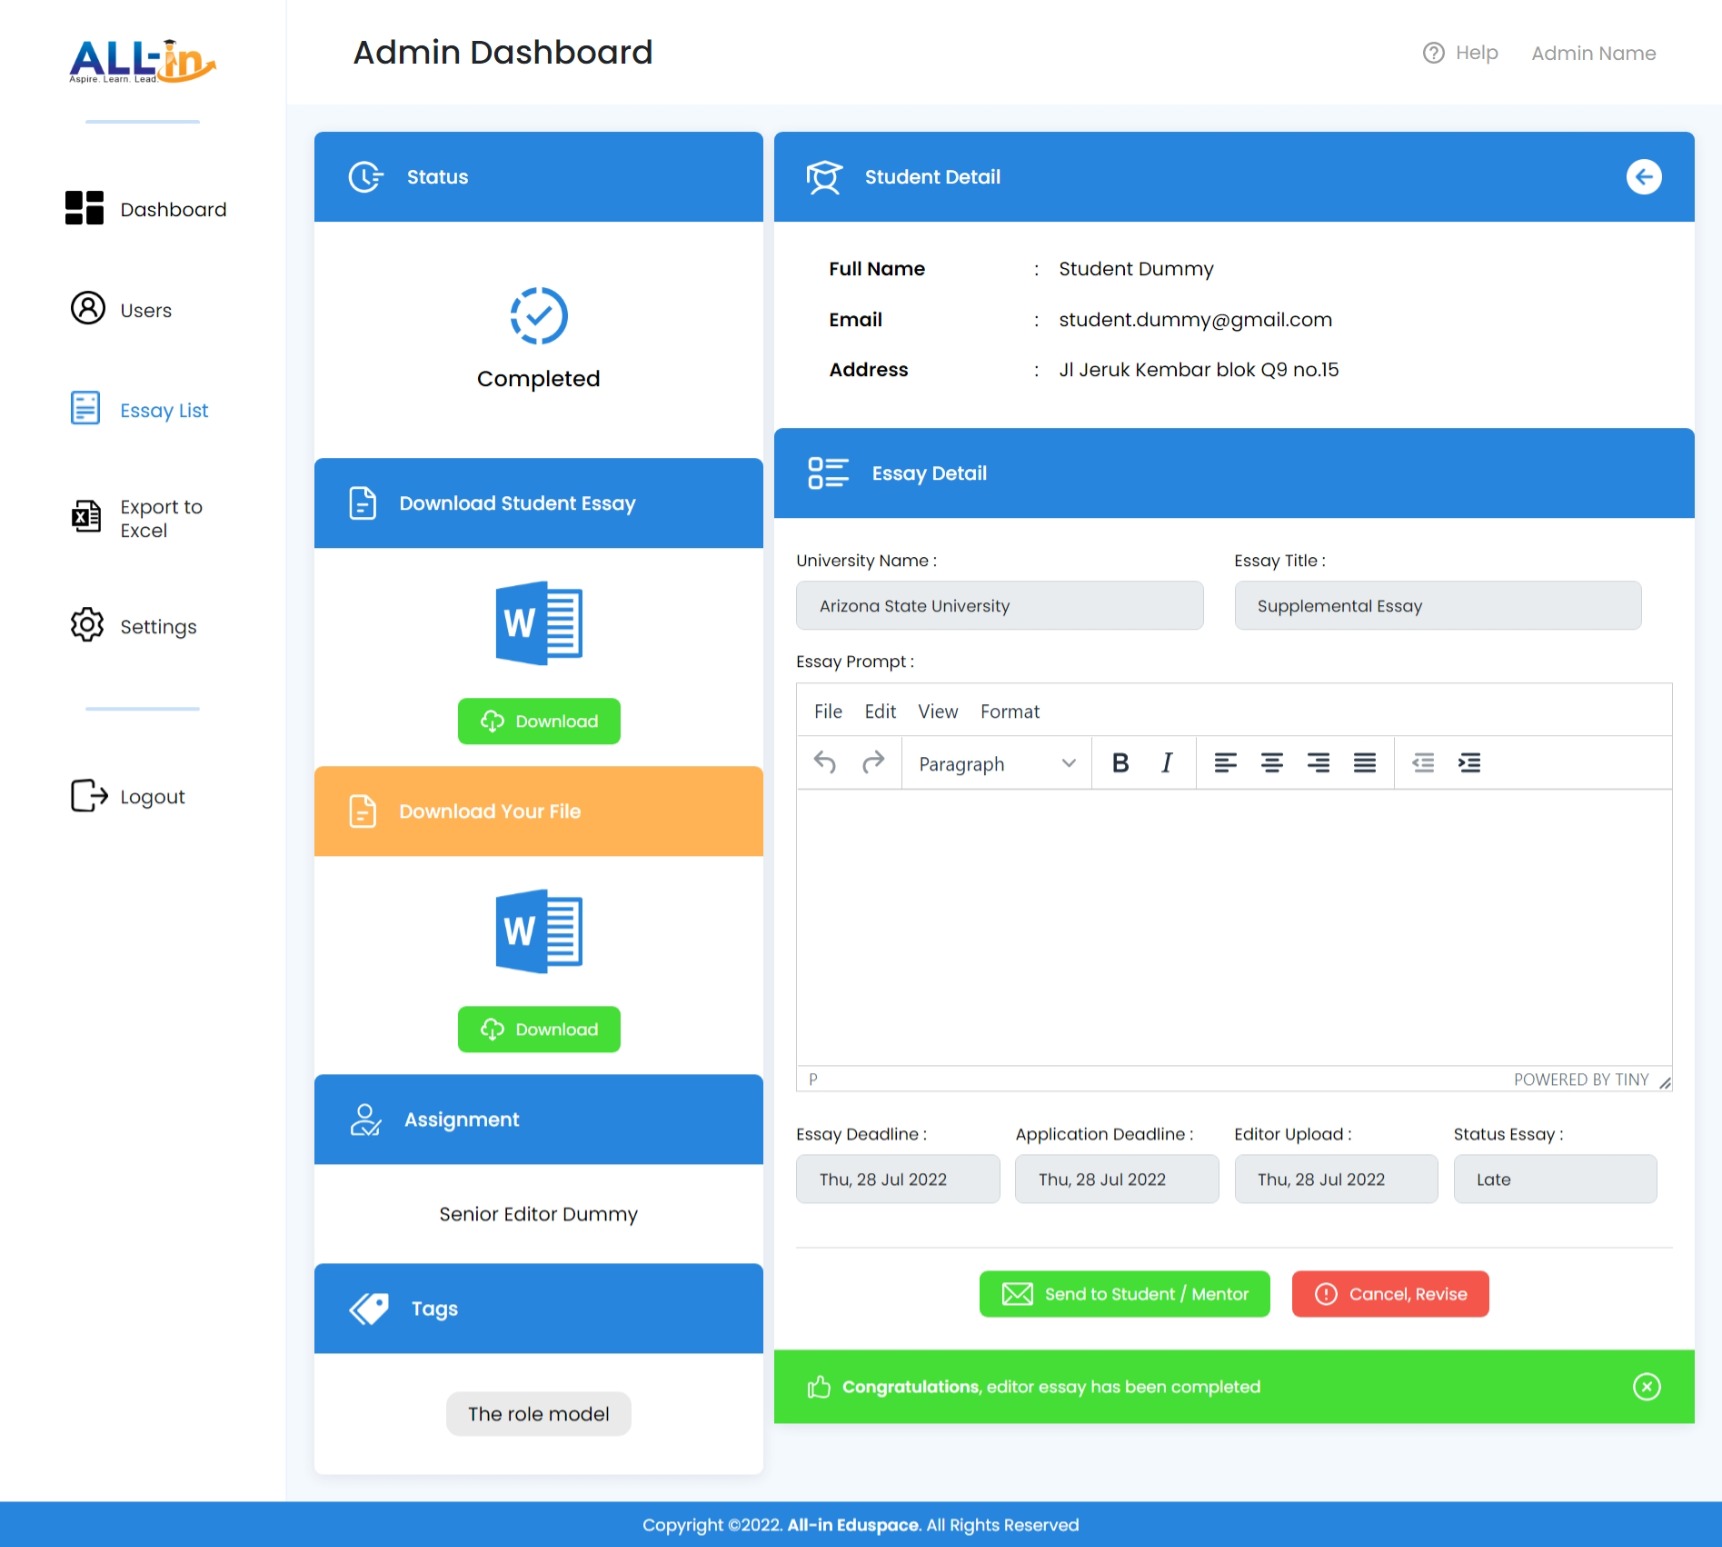 ALL-in
Aspire. Learn. Lead.
Admin Dashboard
Help
Admin Name
Dashboard
Users
Essay List
Export to
Excel
Settings
Logout
Status
Completed
Download Student Essay
W
Download
Download Your File
W
Download
Assignment
Senior Editor Dummy
Tags
The role model
Student Detail
Full Name : Student Dummy
Email : student.dummy@gmail.com
Address : Jl Jeruk Kembar blok Q9 no.15
Essay Detail
University Name : Essay Title :
Arizona State University Supplemental Essay
Essay Prompt :
File Edit View Format
Paragraph B I
P POWERED BY TINY
Essay Deadline : Application Deadline : Editor Upload : Status Essay :
Thu, 28 Jul 2022 Thu, 28 Jul 2022 Thu, 28 Jul 2022 Late
Send to Student / Mentor Cancel, Revise
Congratulations, editor essay has been completed
Copyright ©2022. All-in Eduspace. All Rights Reserved